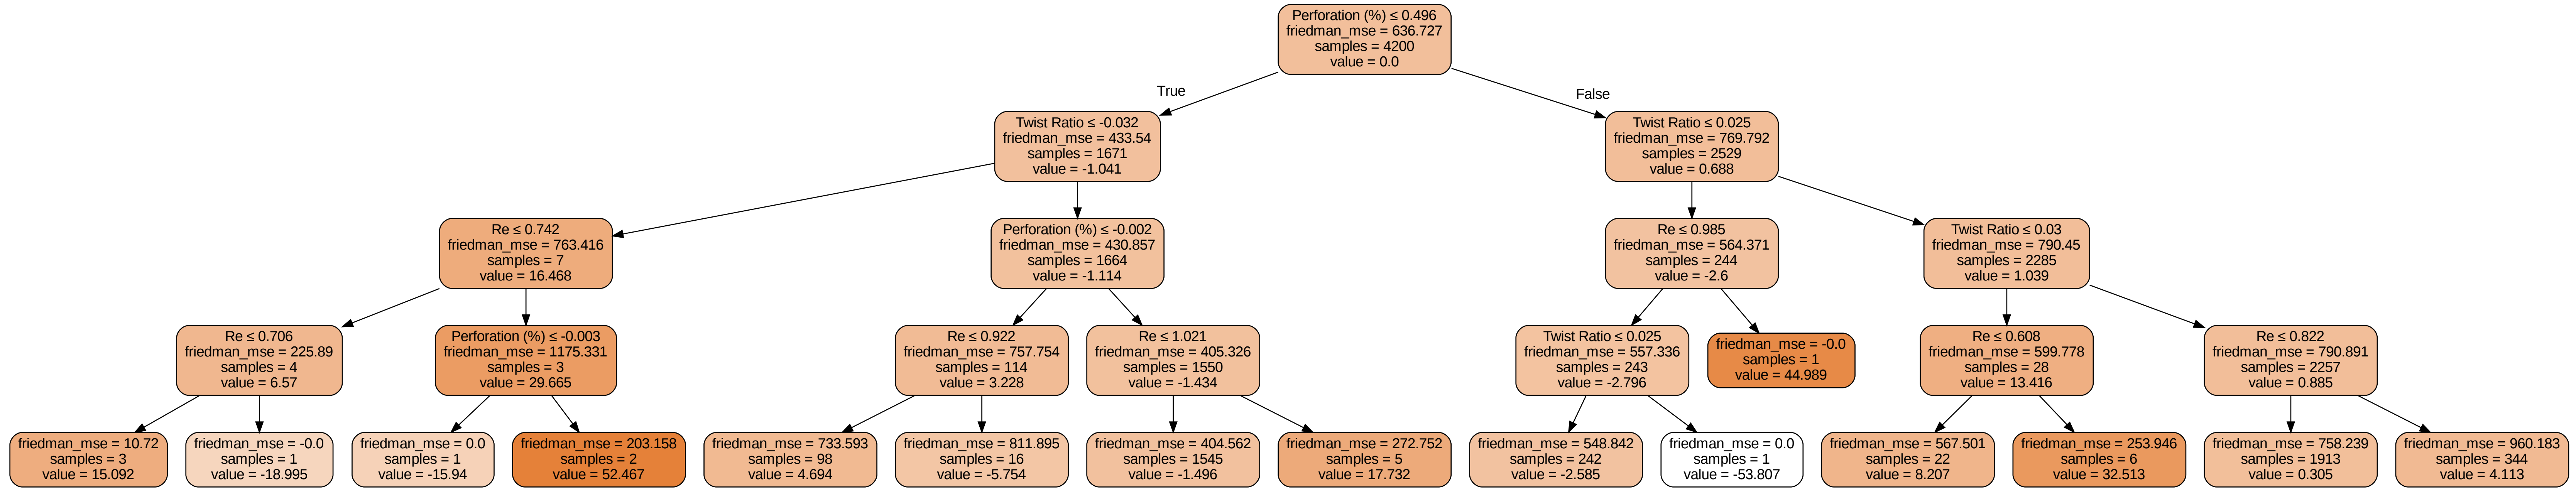 Perforation (%) ≤ 0.496
friedman_mse = 636.727
samples = 4200
value = 0.0
True
False
Twist Ratio ≤ -0.032
friedman_mse = 433.54
samples = 1671
value = -1.041
Twist Ratio ≤ 0.025
friedman_mse = 769.792
samples = 2529
value = 0.688
Re ≤ 0.742
friedman_mse = 763.416
samples = 7
value = 16.468
Perforation (%) ≤ -0.002
friedman_mse = 430.857
samples = 1664
value = -1.114
Re ≤ 0.985
friedman_mse = 564.371
samples = 244
value = -2.6
Twist Ratio ≤ 0.03
friedman_mse = 790.45
samples = 2285
value = 1.039
Re ≤ 0.706
friedman_mse = 225.89
samples = 4
value = 6.57
Perforation (%) ≤ -0.003
friedman_mse = 1175.331
samples = 3
value = 29.665
Re ≤ 0.922
friedman_mse = 757.754
samples = 114
value = 3.228
Re ≤ 1.021
friedman_mse = 405.326
samples = 1550
value = -1.434
Twist Ratio ≤ 0.025
friedman_mse = 557.336
samples = 243
value = -2.796
friedman_mse = -0.0
samples = 1
value = 44.989
Re ≤ 0.608
friedman_mse = 599.778
samples = 28
value = 13.416
Re ≤ 0.822
friedman_mse = 790.891
samples = 2257
value = 0.885
friedman_mse = 10.72
samples = 3
value = 15.092
friedman_mse = -0.0
samples = 1
value = -18.995
friedman_mse = 0.0
samples = 1
value = -15.94
friedman_mse = 203.158
samples = 2
value = 52.467
friedman_mse = 733.593
samples = 98
value = 4.694
friedman_mse = 811.895
samples = 16
value = -5.754
friedman_mse = 404.562
samples = 1545
value = -1.496
friedman_mse = 272.752
samples = 5
value = 17.732
friedman_mse = 548.842
samples = 242
value = -2.585
friedman_mse = 0.0
samples = 1
value = -53.807
friedman_mse = 567.501
samples = 22
value = 8.207
friedman_mse = 253.946
samples = 6
value = 32.513
friedman_mse = 758.239
samples = 1913
value = 0.305
friedman_mse = 960.183
samples = 344
value = 4.113